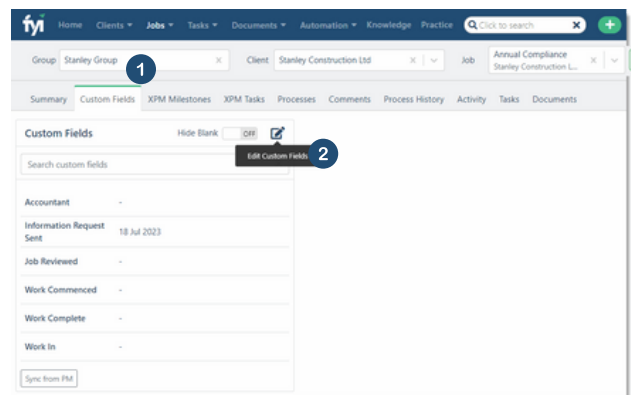 fyi Home Clients Jobs Tasks Documents Automation Knowledge Practice Click to search
Group Stanley Group Client Stanley Construction Ltd Job Annual Compliance
Stanley Construction L...
1
Summary Custom Fields XPM Milestones XPM Tasks Processes Comments Process History Activity Tasks Documents
Custom Fields Hide Blank OFF
Edit Custom Fields 2
Search custom fields
Accountant -
Information Request
Sent 18 Jul 2023
Job Reviewed -
Work Commenced -
Work Complete -
Work In -
Sync from PM